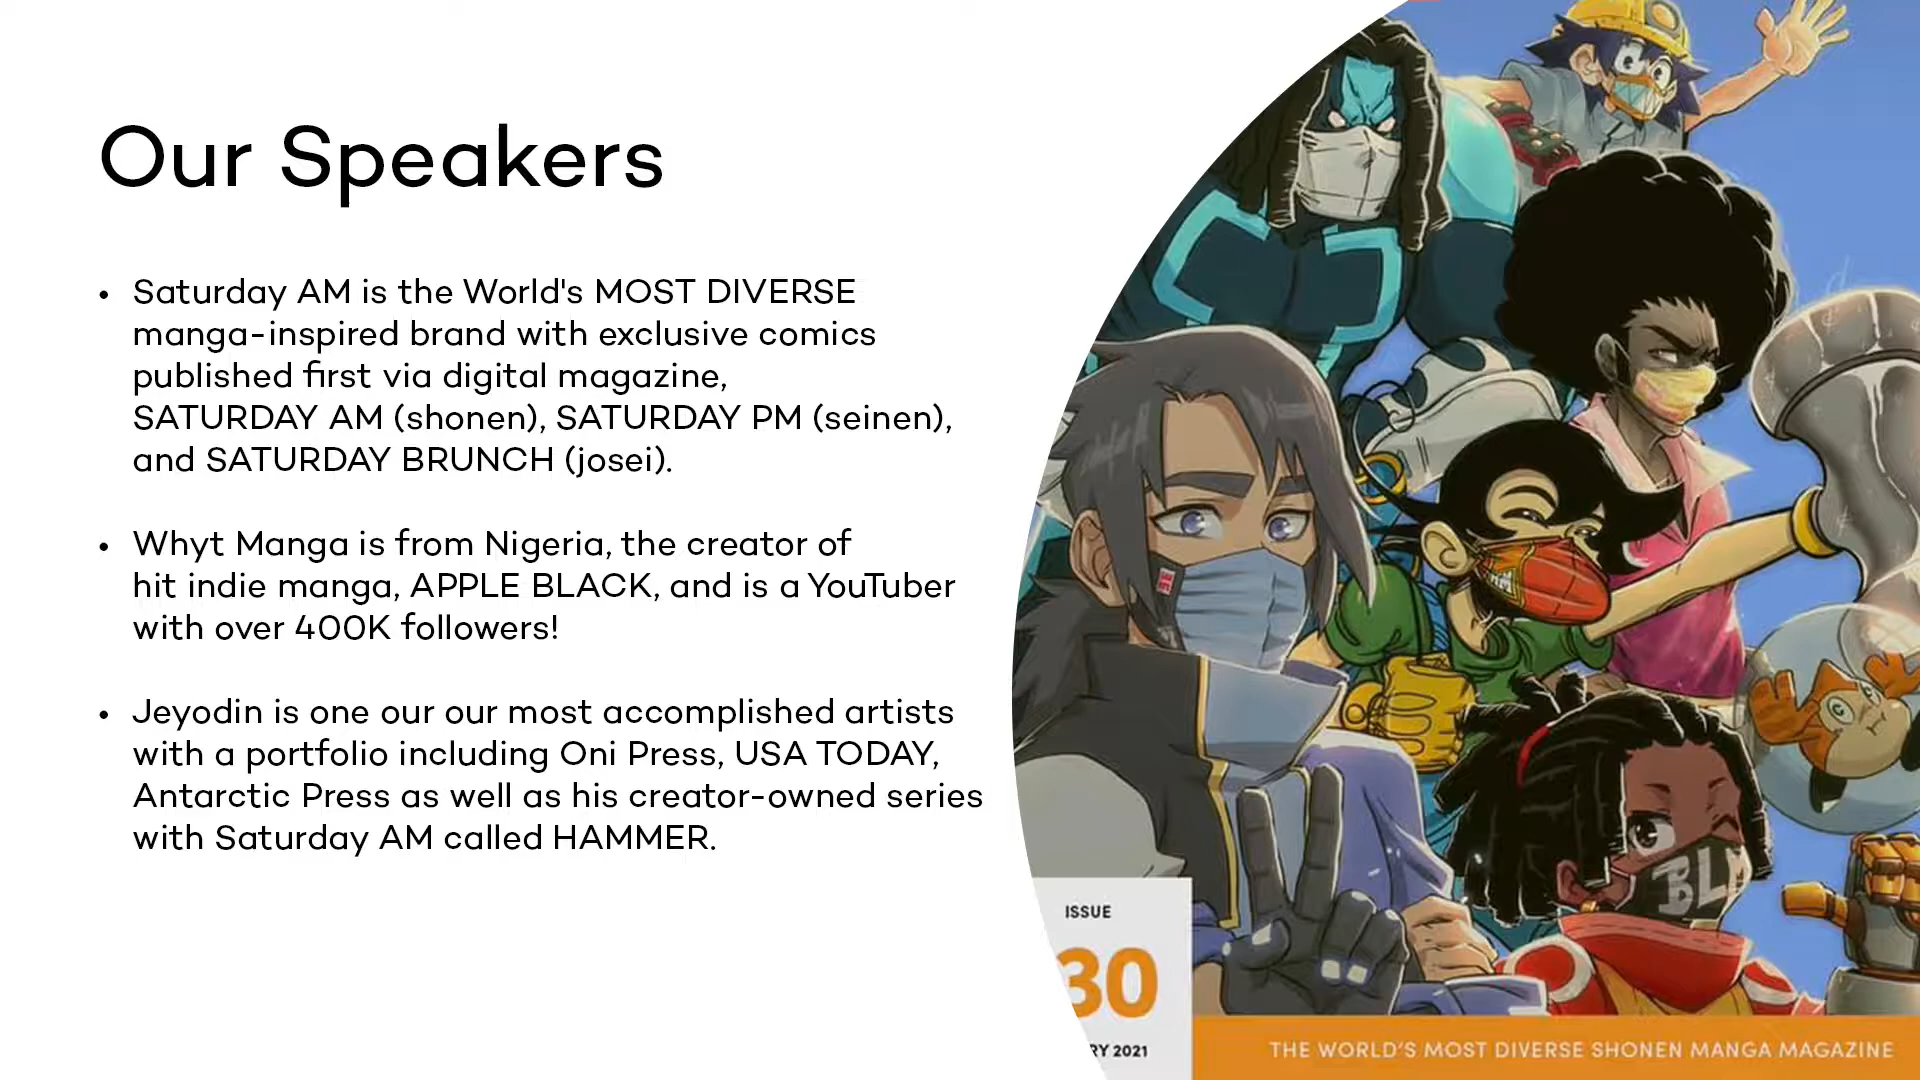 Our Speakers
• Saturday AM is the World's MOST DIVERSE
manga-inspired brand with exclusive comics
published first via digital magazine,
SATURDAY AM (shonen), SATURDAY PM (seinen),
and SATURDAY BRUNCH (josei).
• Whyt Manga is from Nigeria, the creator of
hit indie manga, APPLE BLACK, and is a YouTuber
with over 400K followers!
• Jeyodin is one our our most accomplished artists
with a portfolio including Oni Press, USA TODAY,
Antarctic Press as well as his creator-owned series
with Saturday AM called HAMMER.
BLM
ISSUE
30
RY 2021
THE WORLD'S MOST DIVERSE SHONEN MANGA MAGAZINE